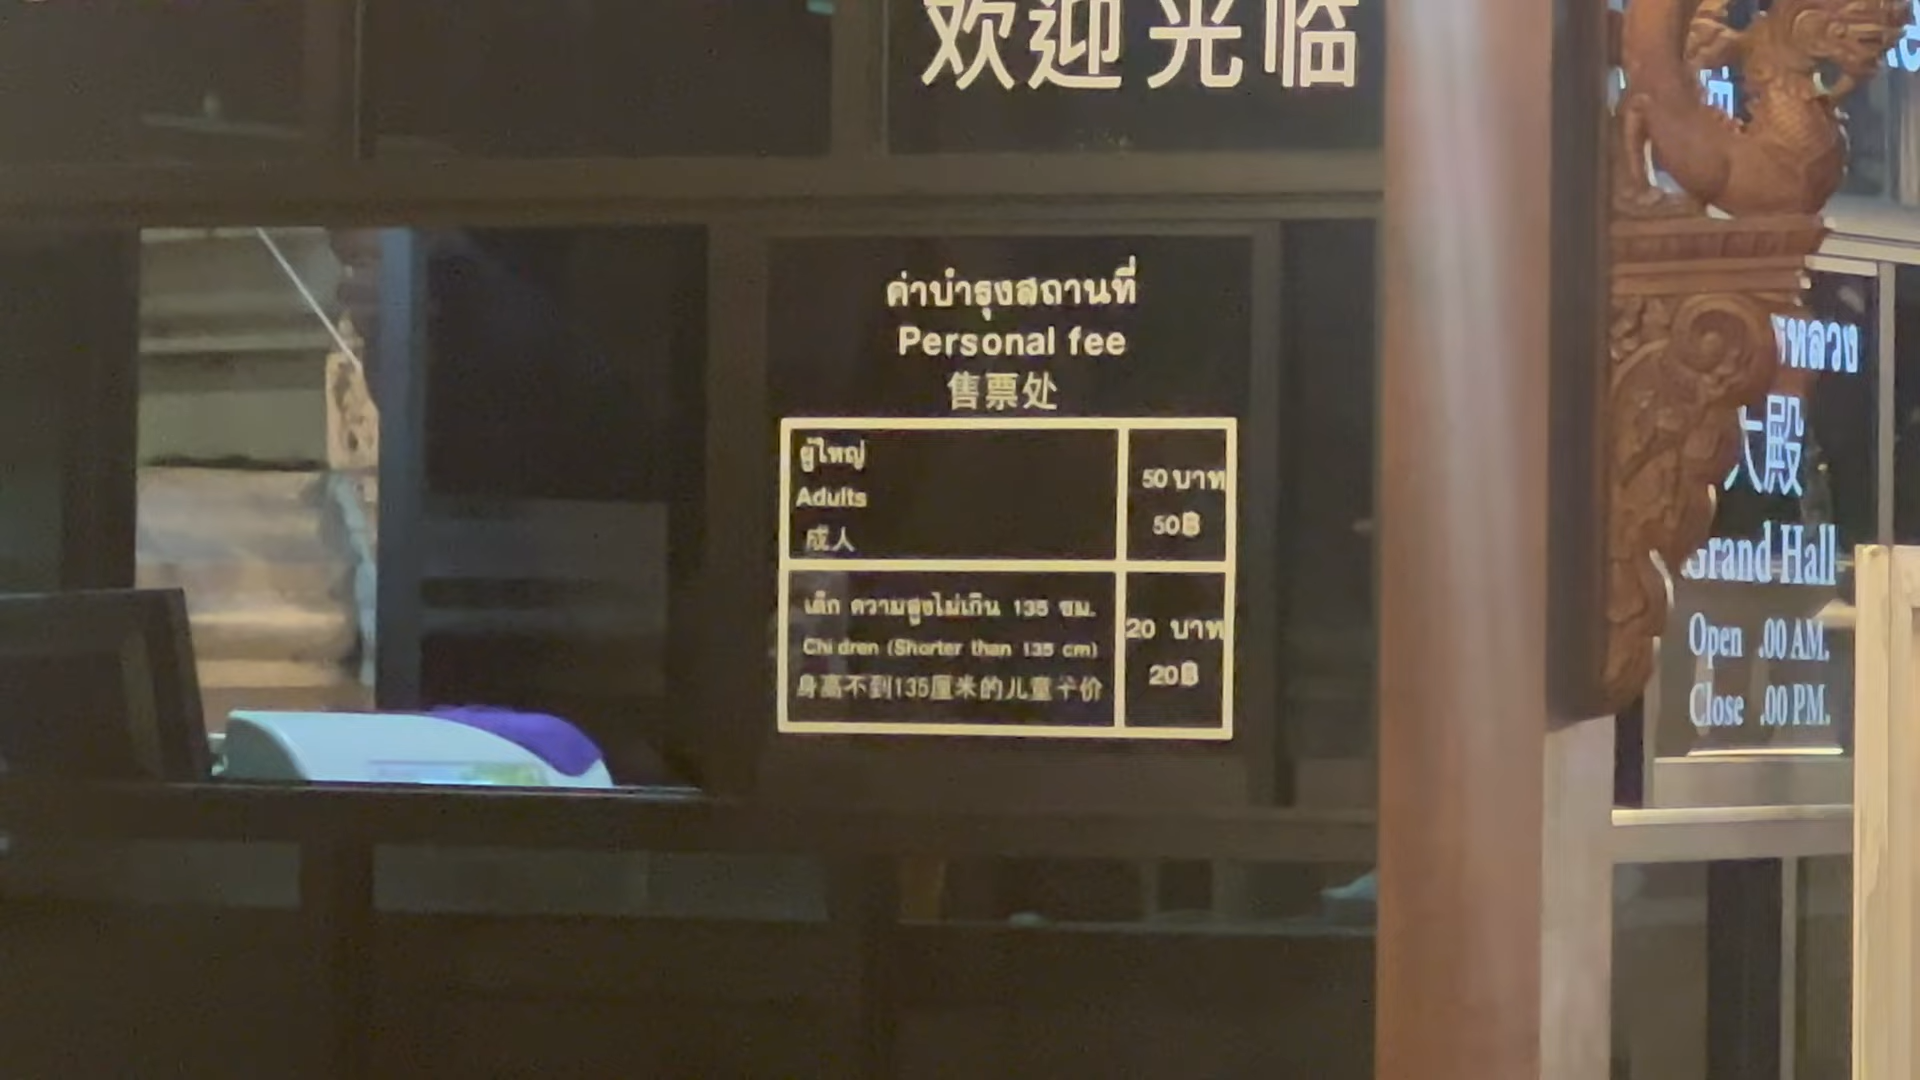 欢迎光临
ค่าบำรุงสถานที่
Personal fee
售票处
ผู้ใหญ่
Adults
成人
50 บาท
50฿
เด็ก ความสูงไม่เกิน 135 ซม.
Chi dren (Shorter than 135 cm)
身高不到135厘米的儿童半价
20 บาท
20฿
หลวง
大殿
Grand Hall
Open .00 AM.
Close .00 PM.